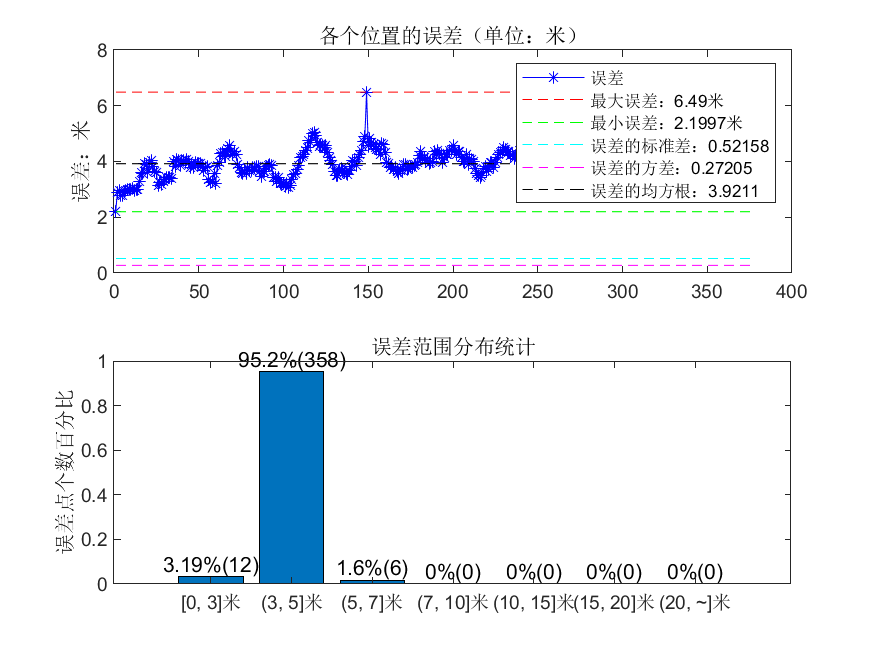 各个位置的误差（单位：米）
误差：米
8
6
4
2
0
0 50 100 150 200 250 300 350 400
误差
最大误差：6.49米
最小误差：2.1997米
误差的标准差：0.52158
误差的方差：0.27205
误差的均方根：3.9211
误差范围分布统计
误差点个数百分比
1
0.8
0.6
0.4
0.2
0
3.19%(12) 95.2%(358) 1.6%(6) 0%(0) 0%(0) 0%(0) 0%(0)
[0, 3]米 (3, 5]米 (5, 7]米 (7, 10]米 (10, 15]米 (15, 20]米 (20, ~]米